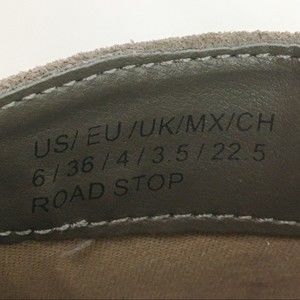 US/ EU/UK/MX/CH
6/36/4/3.5/22.5
ROAD STOP